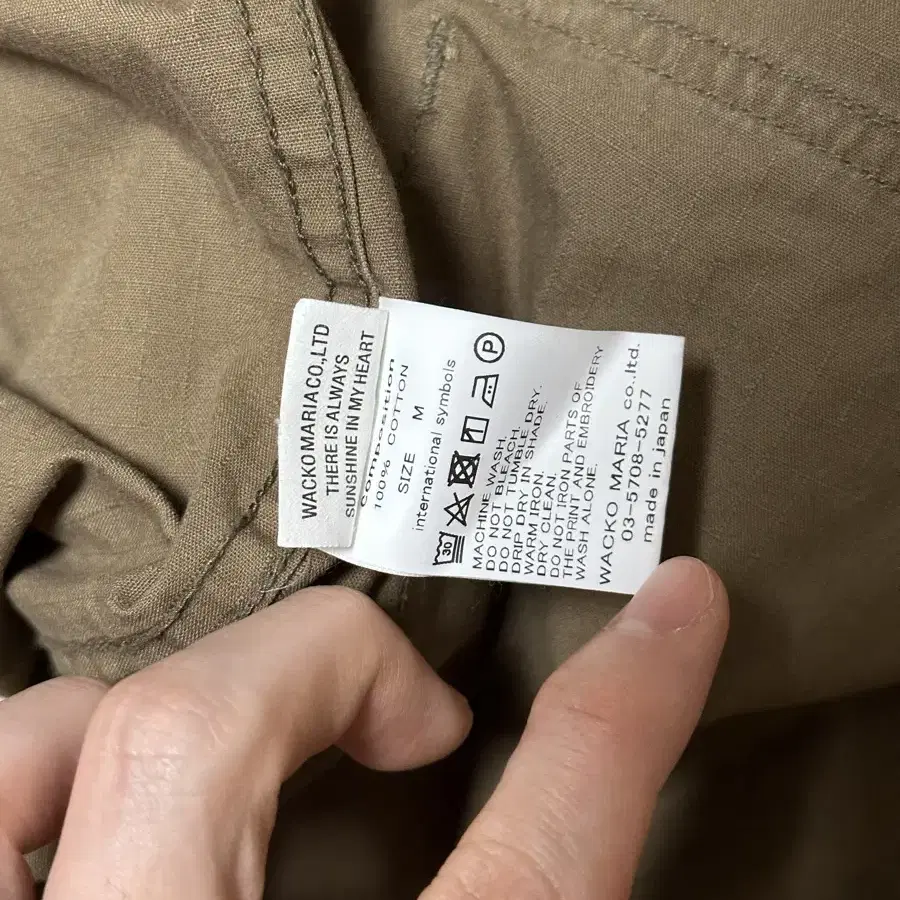 WACKO MARIA CO.,LTD
THERE IS ALWAYS
SUNSHINE IN MY HEART
composition
100% COTTON
SIZE M
international symbols
30
P
MACHINE WASH.
DO NOT BLEACH.
DO NOT TUMBLE DRY.
DRIP DRY IN SHADE.
WARM IRON.
DRY CLEAN.
DO NOT IRON PARTS OF
THE PRINT AND EMBROIDERY
WASH ALONE.
WACKO MARIA co.,ltd.
03-5708-5277
made in japan